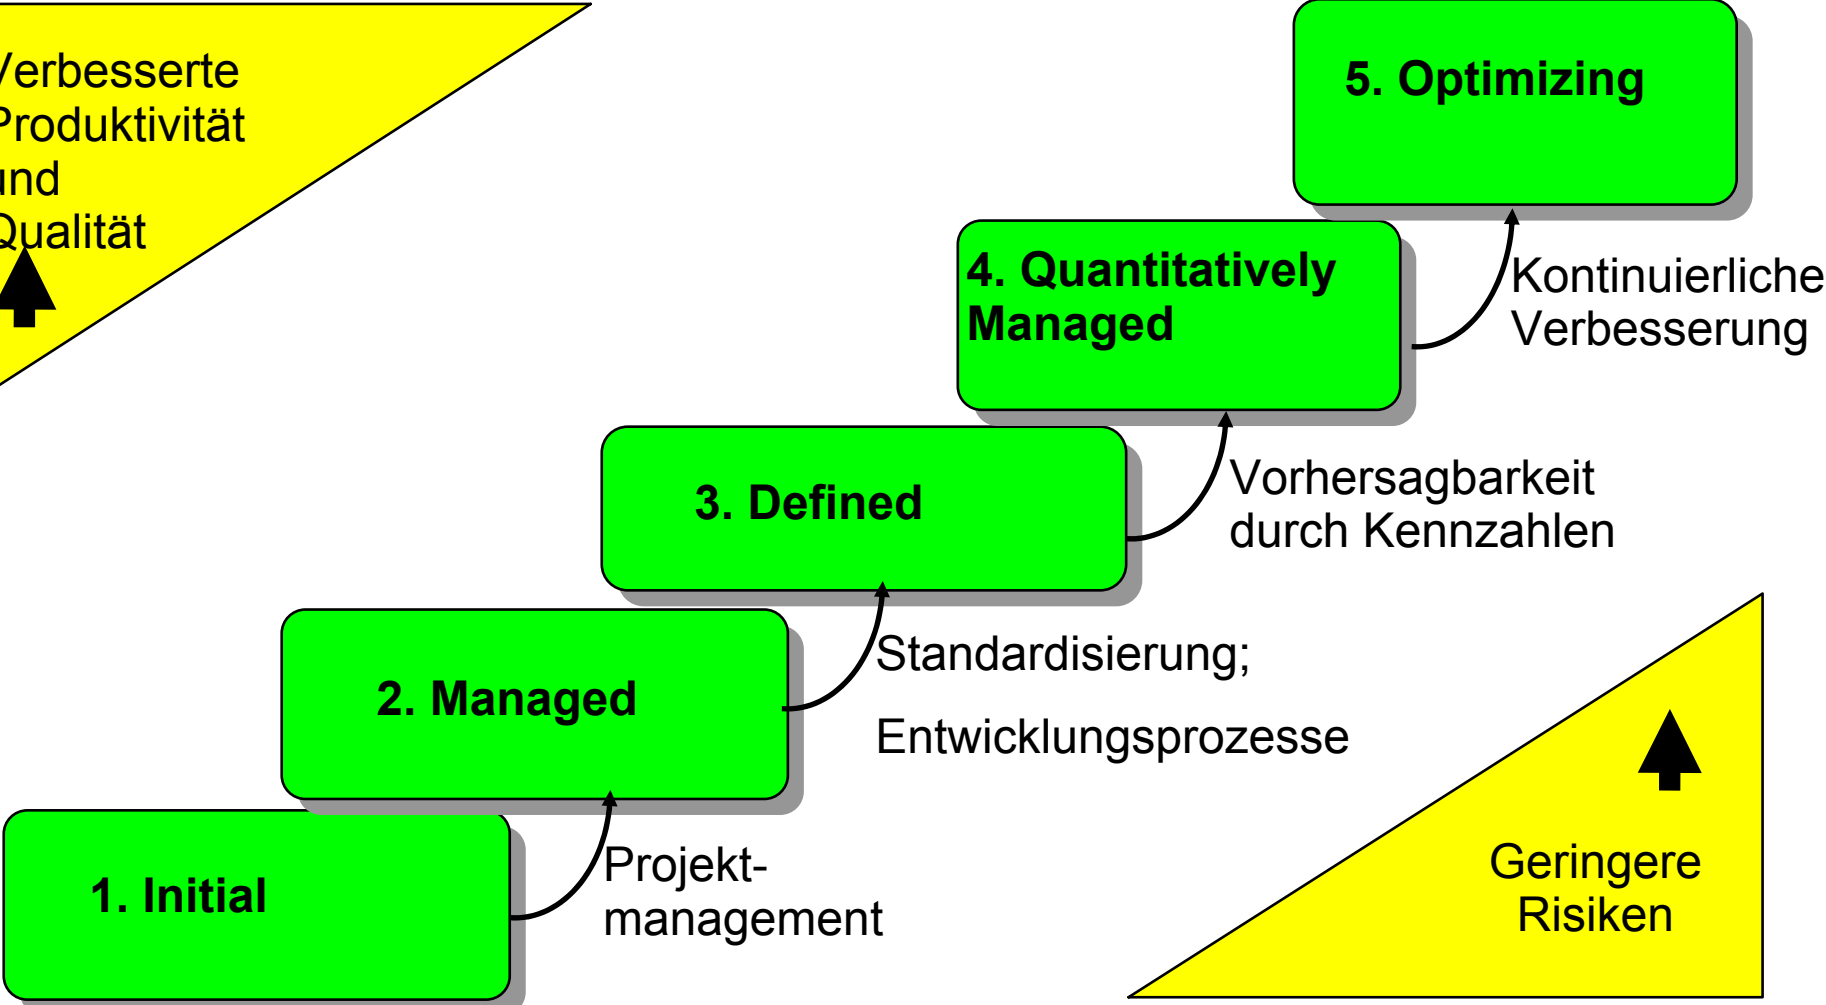 Verbesserte
Produktivität
und
Qualität
5. Optimizing
4. Quantitatively
Managed
Kontinuierliche
Verbesserung
3. Defined
Vorhersagbarkeit
durch Kennzahlen
2. Managed
Standardisierung;
Entwicklungsprozesse
1. Initial
Projekt-
management
Geringere
Risiken